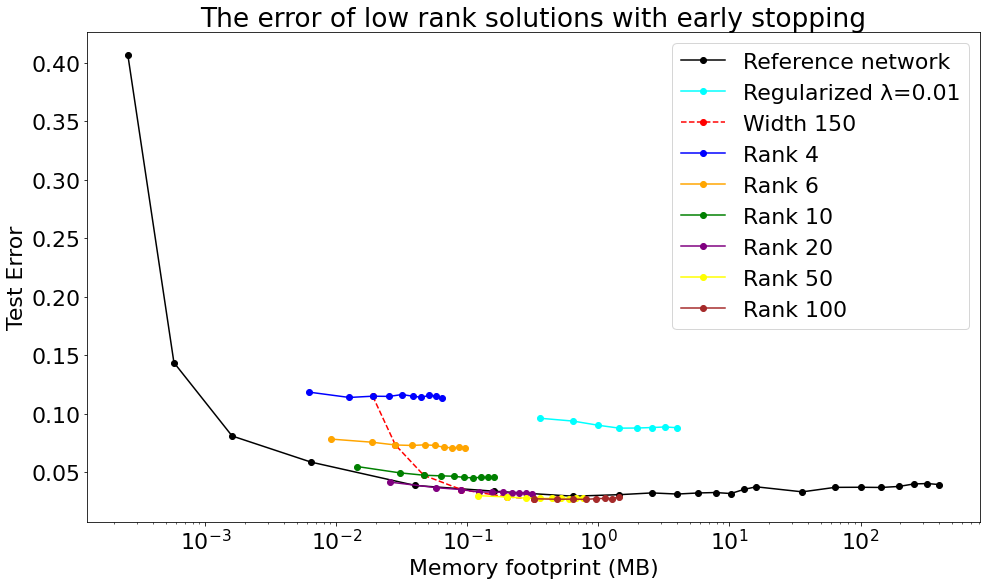 The error of low rank solutions with early stopping
Test Error
0.40
0.35
0.30
0.25
0.20
0.15
0.10
0.05
Reference network
Regularized λ=0.01
Width 150
Rank 4
Rank 6
Rank 10
Rank 20
Rank 50
Rank 100
10⁻³ 10⁻² 10⁻¹ 10⁰ 10¹ 10²
Memory footprint (MB)